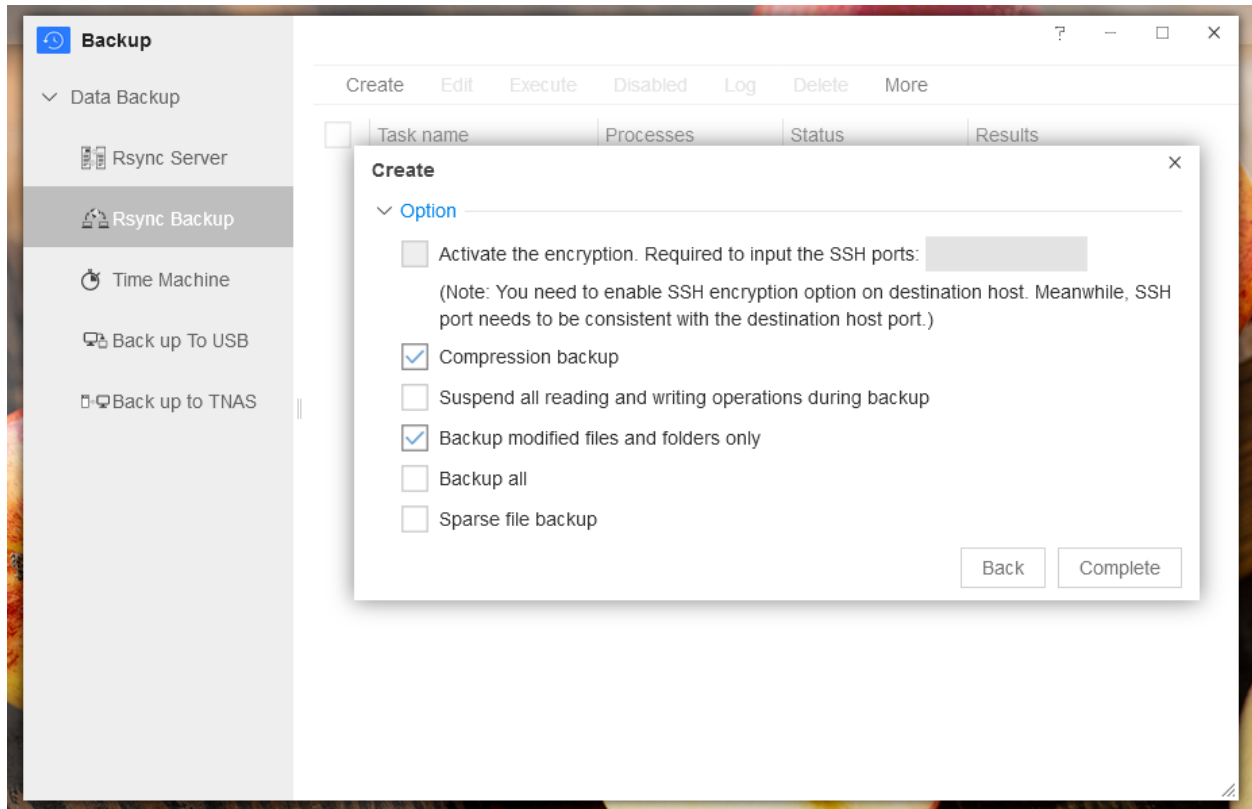 Backup
Data Backup
Rsync Server
Rsync Backup
Time Machine
Back up To USB
Back up to TNAS
?
Create Edit Execute Disabled Log Delete More
Task name Processes Status Results
Create
Option
Activate the encryption. Required to input the SSH ports:
(Note: You need to enable SSH encryption option on destination host. Meanwhile, SSH
port needs to be consistent with the destination host port.)
Compression backup
Suspend all reading and writing operations during backup
Backup modified files and folders only
Backup all
Sparse file backup
Back Complete